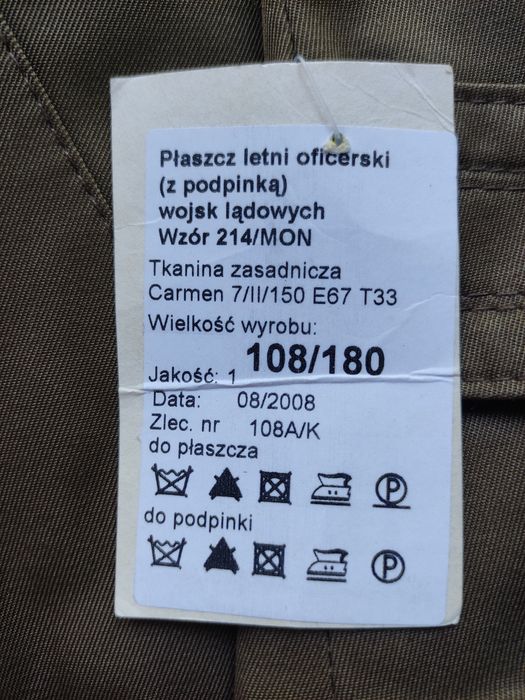 Płaszcz letni oficerski
(z podpinką)
wojsk lądowych
Wzór 214/MON
Tkanina zasadnicza
Carmen 7/II/150 E67 T33
Wielkość wyrobu:
108/180
Jakość: 1
Data: 08/2008
Zlec. nr 108A/K
do płaszcza
P
do podpinki
P